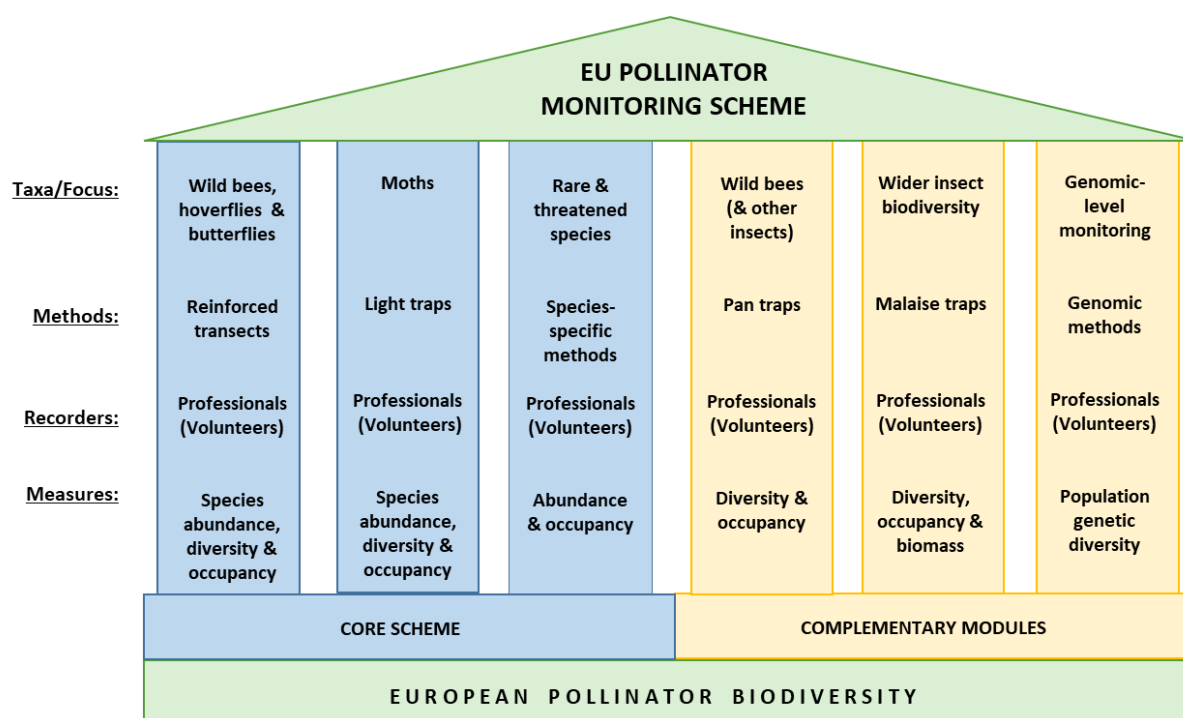 EU POLLINATOR
MONITORING SCHEME
Taxa/Focus:
Wild bees,
hoverflies &
butterflies
Moths
Rare &
threatened
species
Wild bees
(& other
insects)
Wider insect
biodiversity
Genomic-
level
monitoring
Methods:
Reinforced
transects
Light traps
Species-
specific
methods
Pan traps
Malaise traps
Genomic
methods
Recorders:
Professionals
(Volunteers)
Professionals
(Volunteers)
Professionals
(Volunteers)
Professionals
(Volunteers)
Professionals
(Volunteers)
Professionals
(Volunteers)
Measures:
Species
abundance,
diversity &
occupancy
Species
abundance,
diversity &
occupancy
Abundance
& occupancy
Diversity &
occupancy
Diversity,
occupancy &
biomass
Population
genetic
diversity
CORE SCHEME
COMPLEMENTARY MODULES
EUROPEAN POLLINATOR BIODIVERSITY